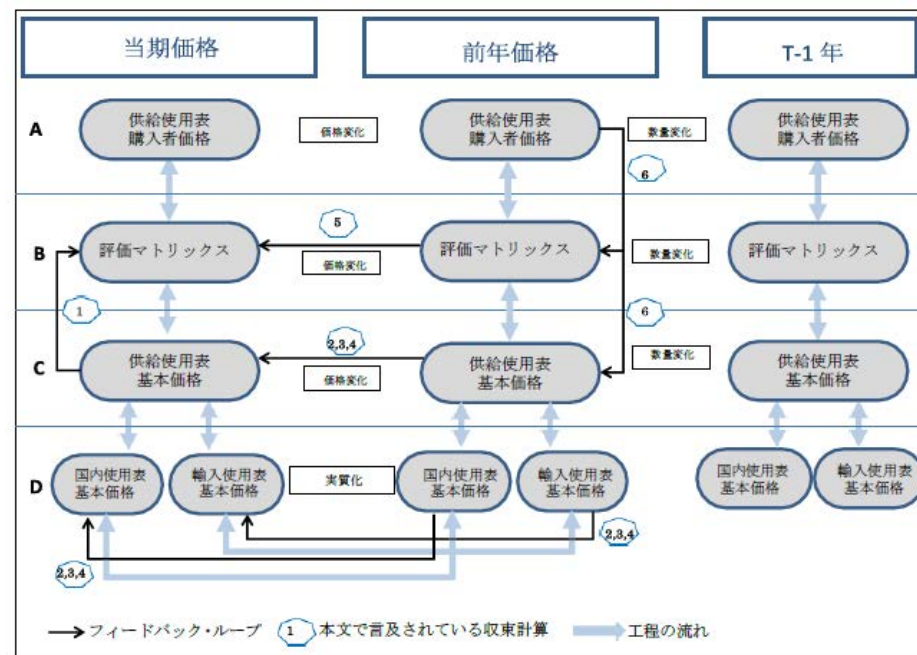 当期価格
前年価格
T-1 年
A
供給使用表
購入者価格
価格変化
供給使用表
購入者価格
数量変化
供給使用表
購入者価格
6
B
評価マトリックス
5
価格変化
評価マトリックス
数量変化
評価マトリックス
1
6
C
供給使用表
基本価格
2,3,4
価格変化
供給使用表
基本価格
数量変化
供給使用表
基本価格
D
国内使用表
基本価格
輸入使用表
基本価格
実質化
国内使用表
基本価格
輸入使用表
基本価格
国内使用表
基本価格
輸入使用表
基本価格
2,3,4
2,3,4
フィードバック・ループ
1
本文で言及されている収束計算
工程の流れ